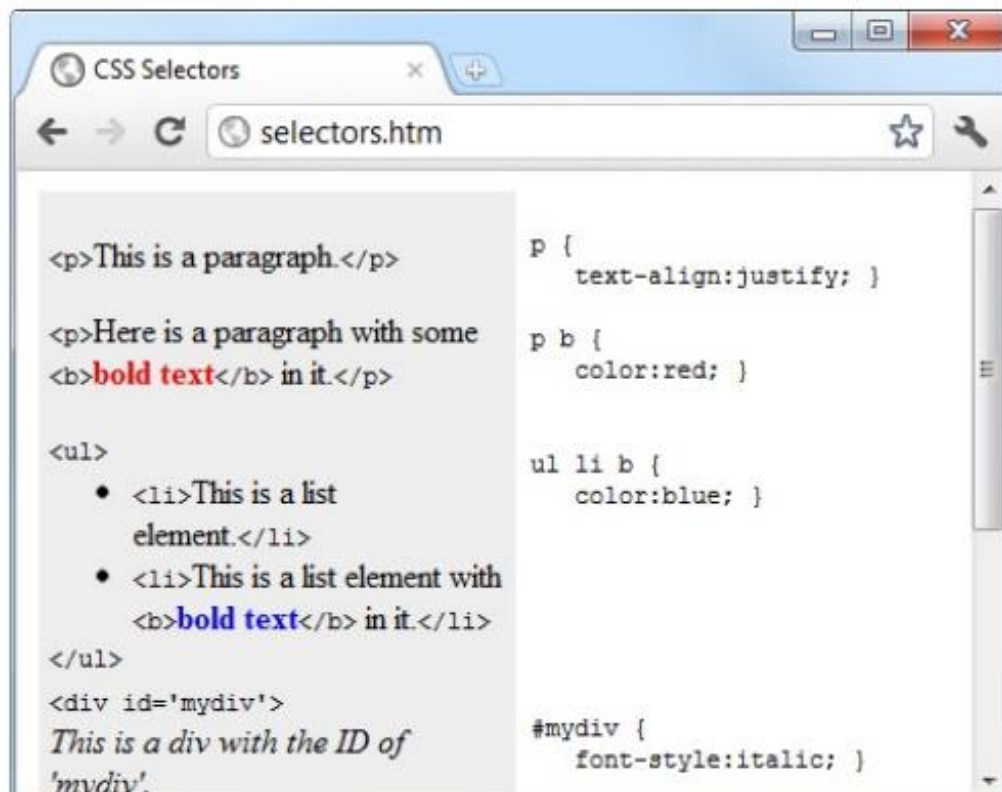 CSS Selectors
selectors.htm
<p>This is a paragraph.</p>
<p>Here is a paragraph with some
<b>bold text</b> in it.</p>
<ul>
<li>This is a list
element.</li>
<li>This is a list element with
<b>bold text</b> in it.</li>
</ul>
<div id='mydiv'>
This is a div with the ID of
'mydiv'.
p {
text-align:justify; }
p b {
color:red; }
ul li b {
color:blue; }
#mydiv {
font-style:italic; }